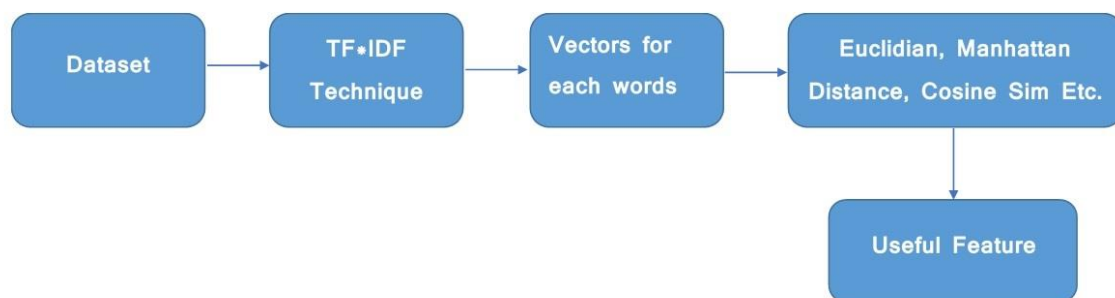 Dataset
TF*IDF
Technique
Vectors for
each words
Euclidian, Manhattan
Distance, Cosine Sim Etc.
Useful Feature